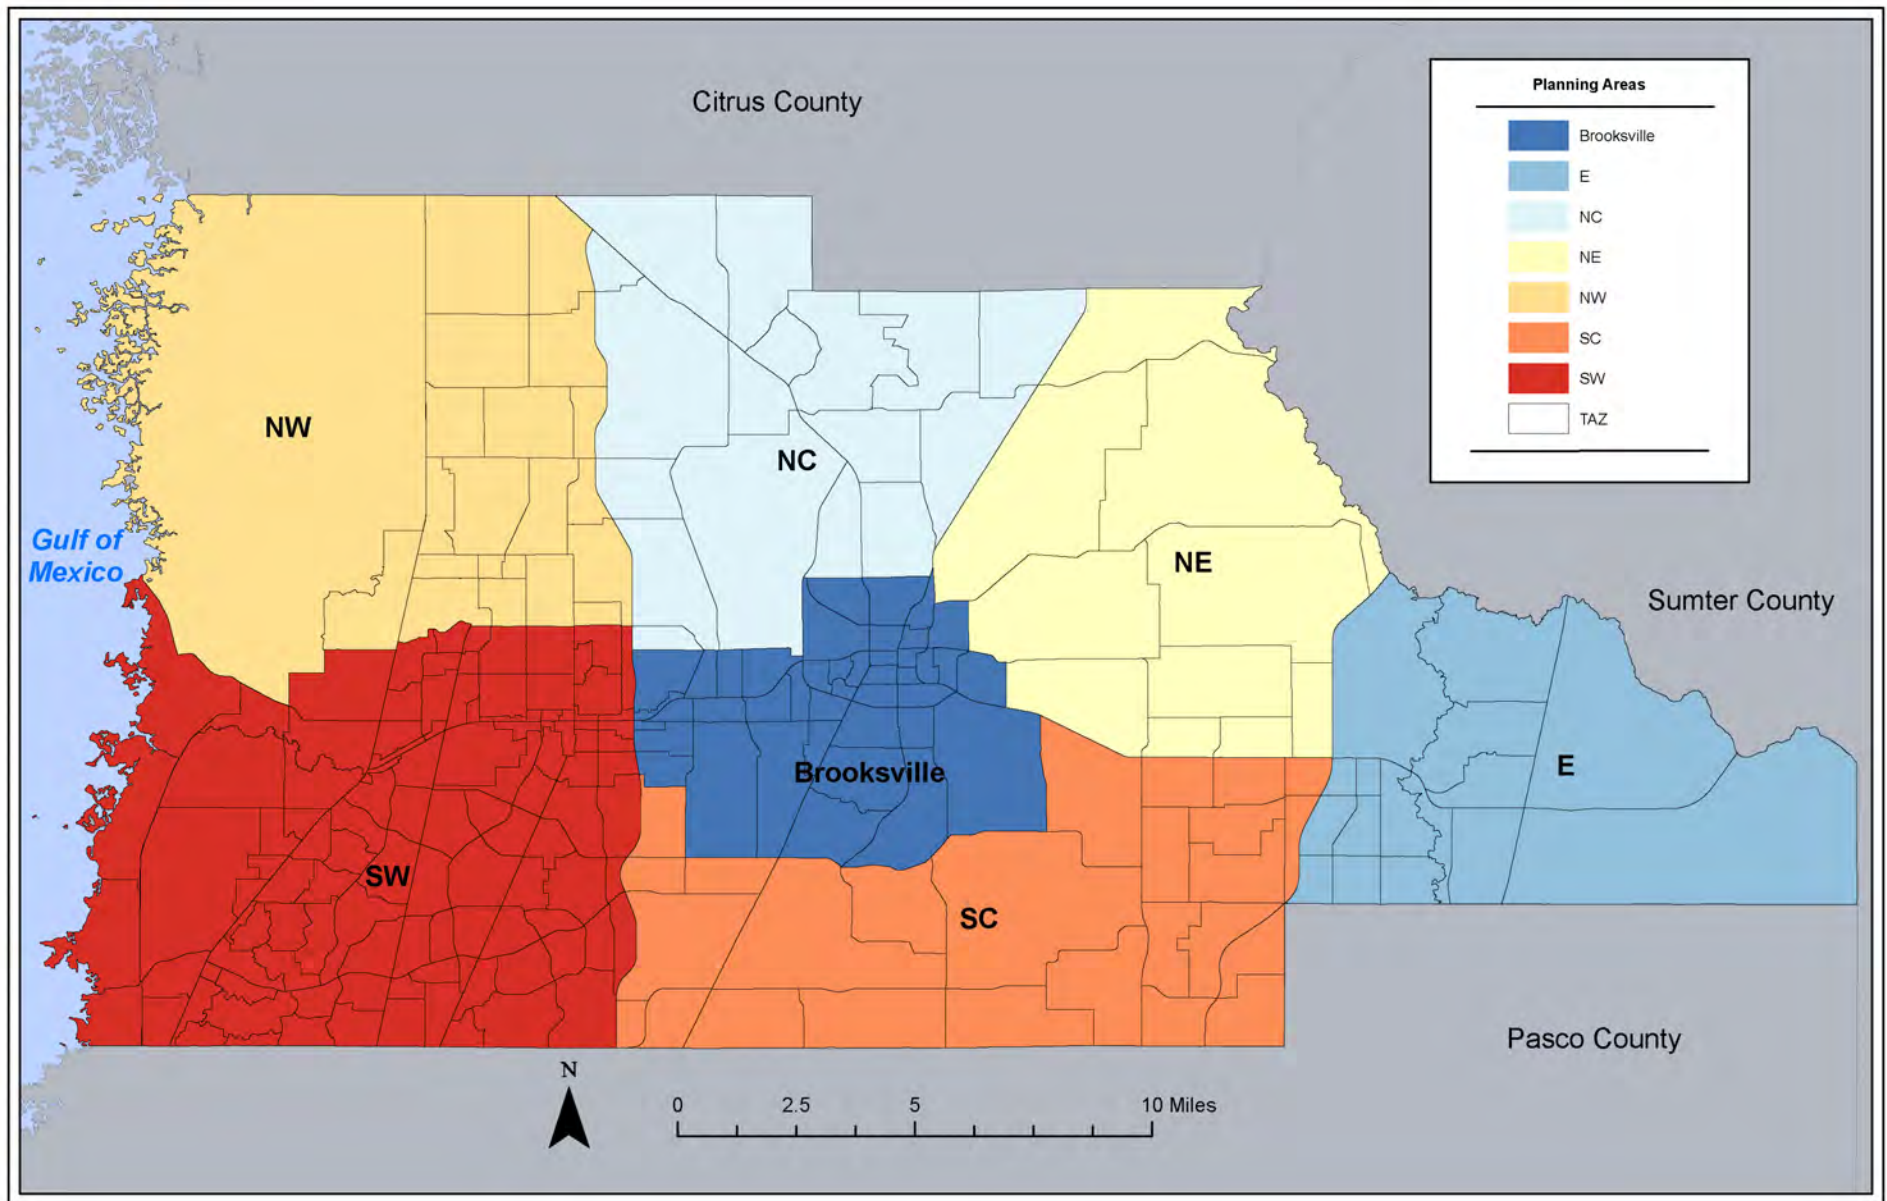 Citrus County
Planning Areas
Brooksville
E
NC
NE
NW
SC
SW
TAZ
NW
NC
Gulf of
Mexico
NE
Sumter County
Brooksville
E
SW
SC
Pasco County
N
0 2.5 5 10 Miles